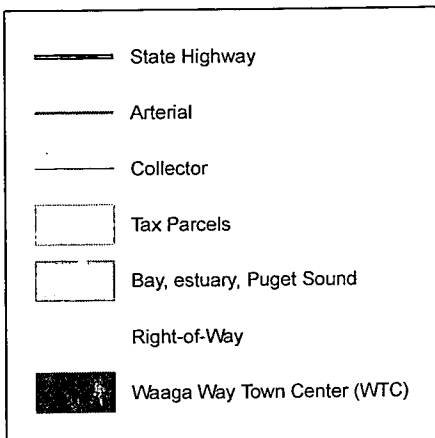 State Highway
Arterial
Collector
Tax Parcels
Bay, estuary, Puget Sound
Right-of-Way
Waaga Way Town Center (WTC)